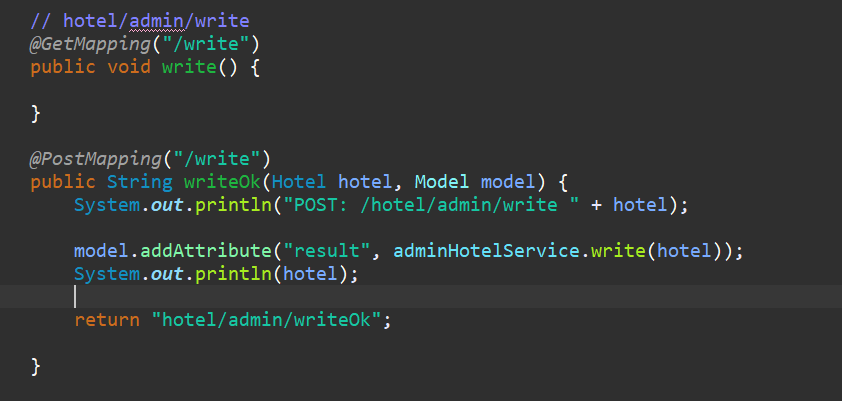 // hotel/admin/write
@GetMapping("/write")
public void write() {
}
@PostMapping("/write")
public String writeOk(Hotel hotel, Model model) {
System.out.println("POST: /hotel/admin/write " + hotel);
model.addAttribute("result", adminHotelService.write(hotel));
System.out.println(hotel);
return "hotel/admin/writeOk";
}